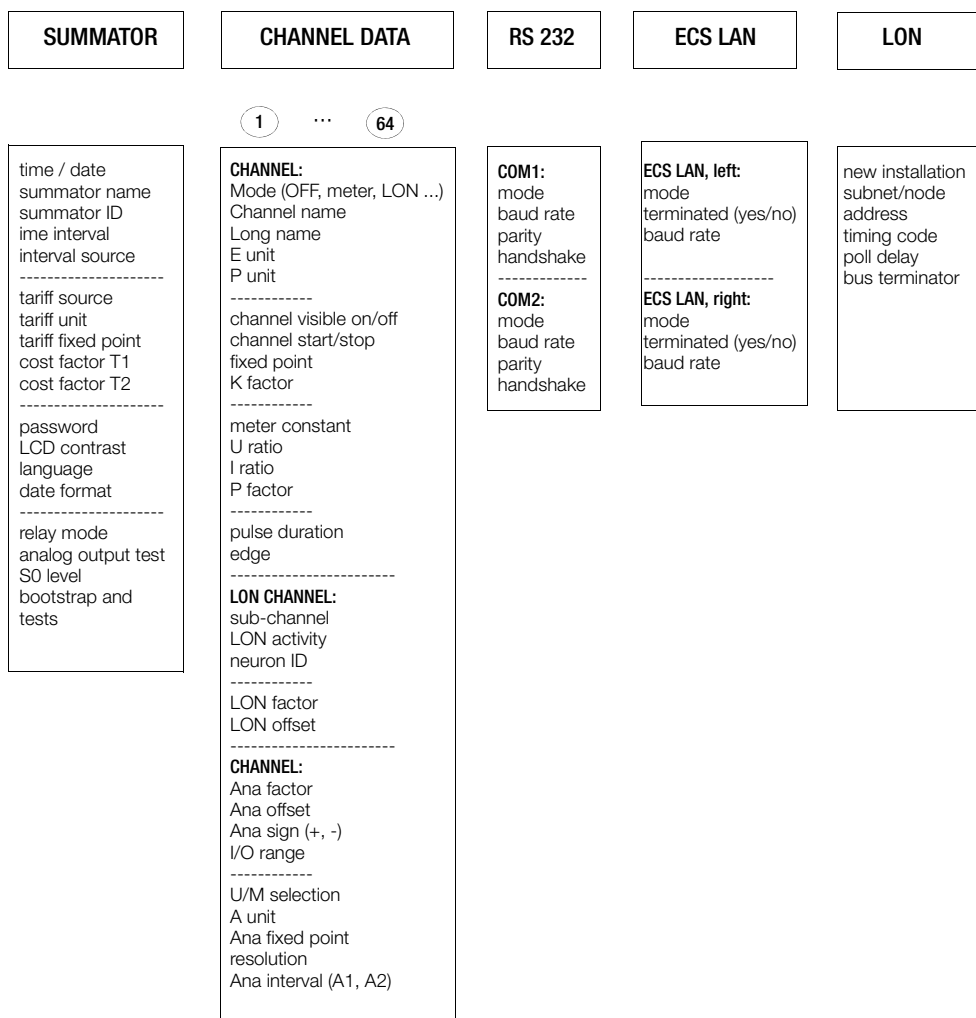 SUMMATOR
CHANNEL DATA
RS 232
ECS LAN
LON
1 ... 64
time / date
summator name
summator ID
ime interval
interval source
----------------------
tariff source
tariff unit
tariff fixed point
cost factor T1
cost factor T2
----------------------
password
LCD contrast
language
date format
----------------------
relay mode
analog output test
S0 level
bootstrap and
tests
CHANNEL:
Mode (OFF, meter, LON ...)
Channel name
Long name
E unit
P unit
------------
channel visible on/off
channel start/stop
fixed point
K factor
------------
meter constant
U ratio
I ratio
P factor
------------
pulse duration
edge
------------------------
LON CHANNEL:
sub-channel
LON activity
neuron ID
------------
LON factor
LON offset
------------------------
CHANNEL:
Ana factor
Ana offset
Ana sign (+, -)
I/O range
------------
U/M selection
A unit
Ana fixed point
resolution
Ana interval (A1, A2)
COM1:
mode
baud rate
parity
handshake
-------------
COM2:
mode
baud rate
parity
handshake
ECS LAN, left:
mode
terminated (yes/no)
baud rate
-------------------
ECS LAN, right:
mode
terminated (yes/no)
baud rate
new installation
subnet/node
address
timing code
poll delay
bus terminator